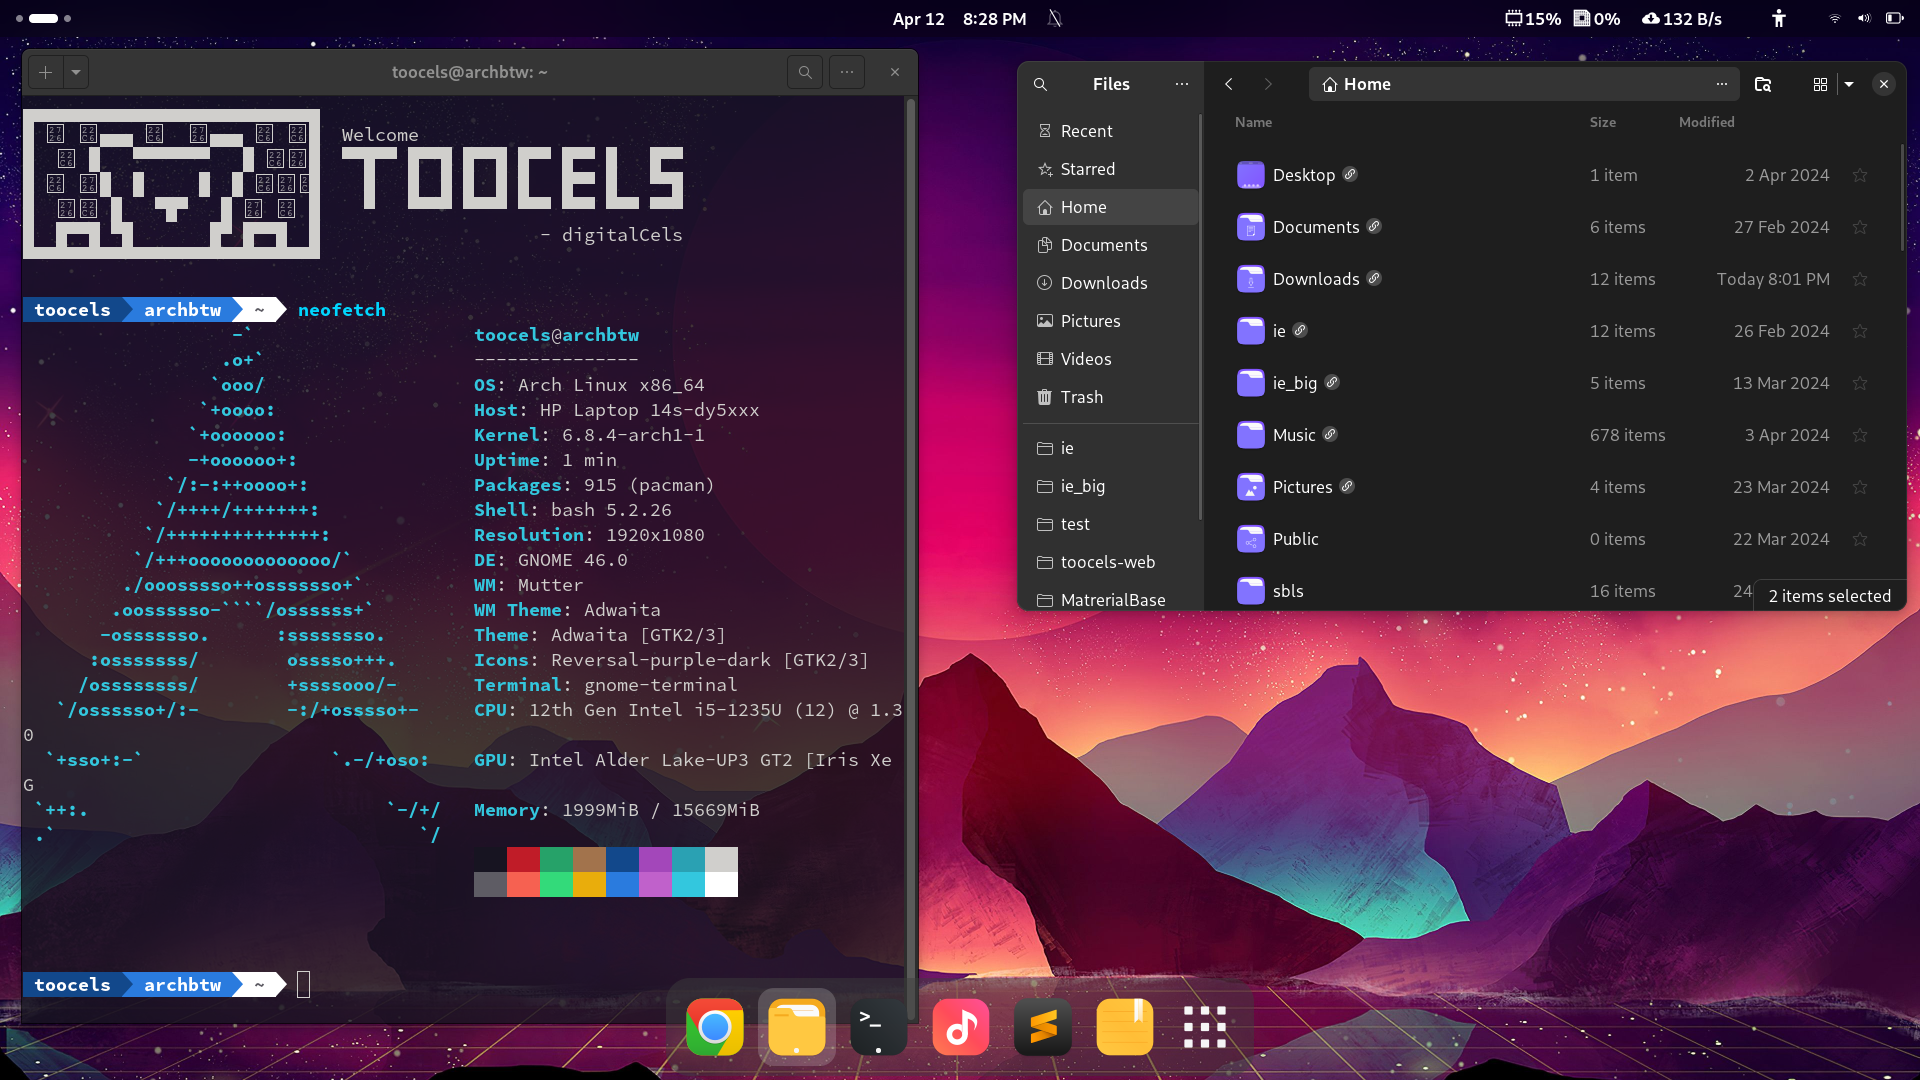 Apr 12 8:28 PM
15% 0% 132 B/s
toocels@archbtw: ~
Welcome
TOOCELS
- digitalCels
toocels archbtw ~ neofetch
toocels@archbtw
---------------
OS: Arch Linux x86_64
Host: HP Laptop 14s-dy5xxx
Kernel: 6.8.4-arch1-1
Uptime: 1 min
Packages: 915 (pacman)
Shell: bash 5.2.26
Resolution: 1920x1080
DE: GNOME 46.0
WM: Mutter
WM Theme: Adwaita
Theme: Adwaita [GTK2/3]
Icons: Reversal-purple-dark [GTK2/3]
Terminal: gnome-terminal
CPU: 12th Gen Intel i5-1235U (12) @ 1.3
0
GPU: Intel Alder Lake-UP3 GT2 [Iris Xe
G
Memory: 1999MiB / 15669MiB
toocels archbtw ~
Files
Recent
Starred
Home
Documents
Downloads
Pictures
Videos
Trash
ie
ie_big
test
toocels-web
MatrerialBase
Home
Name Size Modified
Desktop 1 item 2 Apr 2024
Documents 6 items 27 Feb 2024
Downloads 12 items Today 8:01 PM
ie 12 items 26 Feb 2024
ie_big 5 items 13 Mar 2024
Music 678 items 3 Apr 2024
Pictures 4 items 23 Mar 2024
Public 0 items 22 Mar 2024
sbls 16 items 24
2 items selected